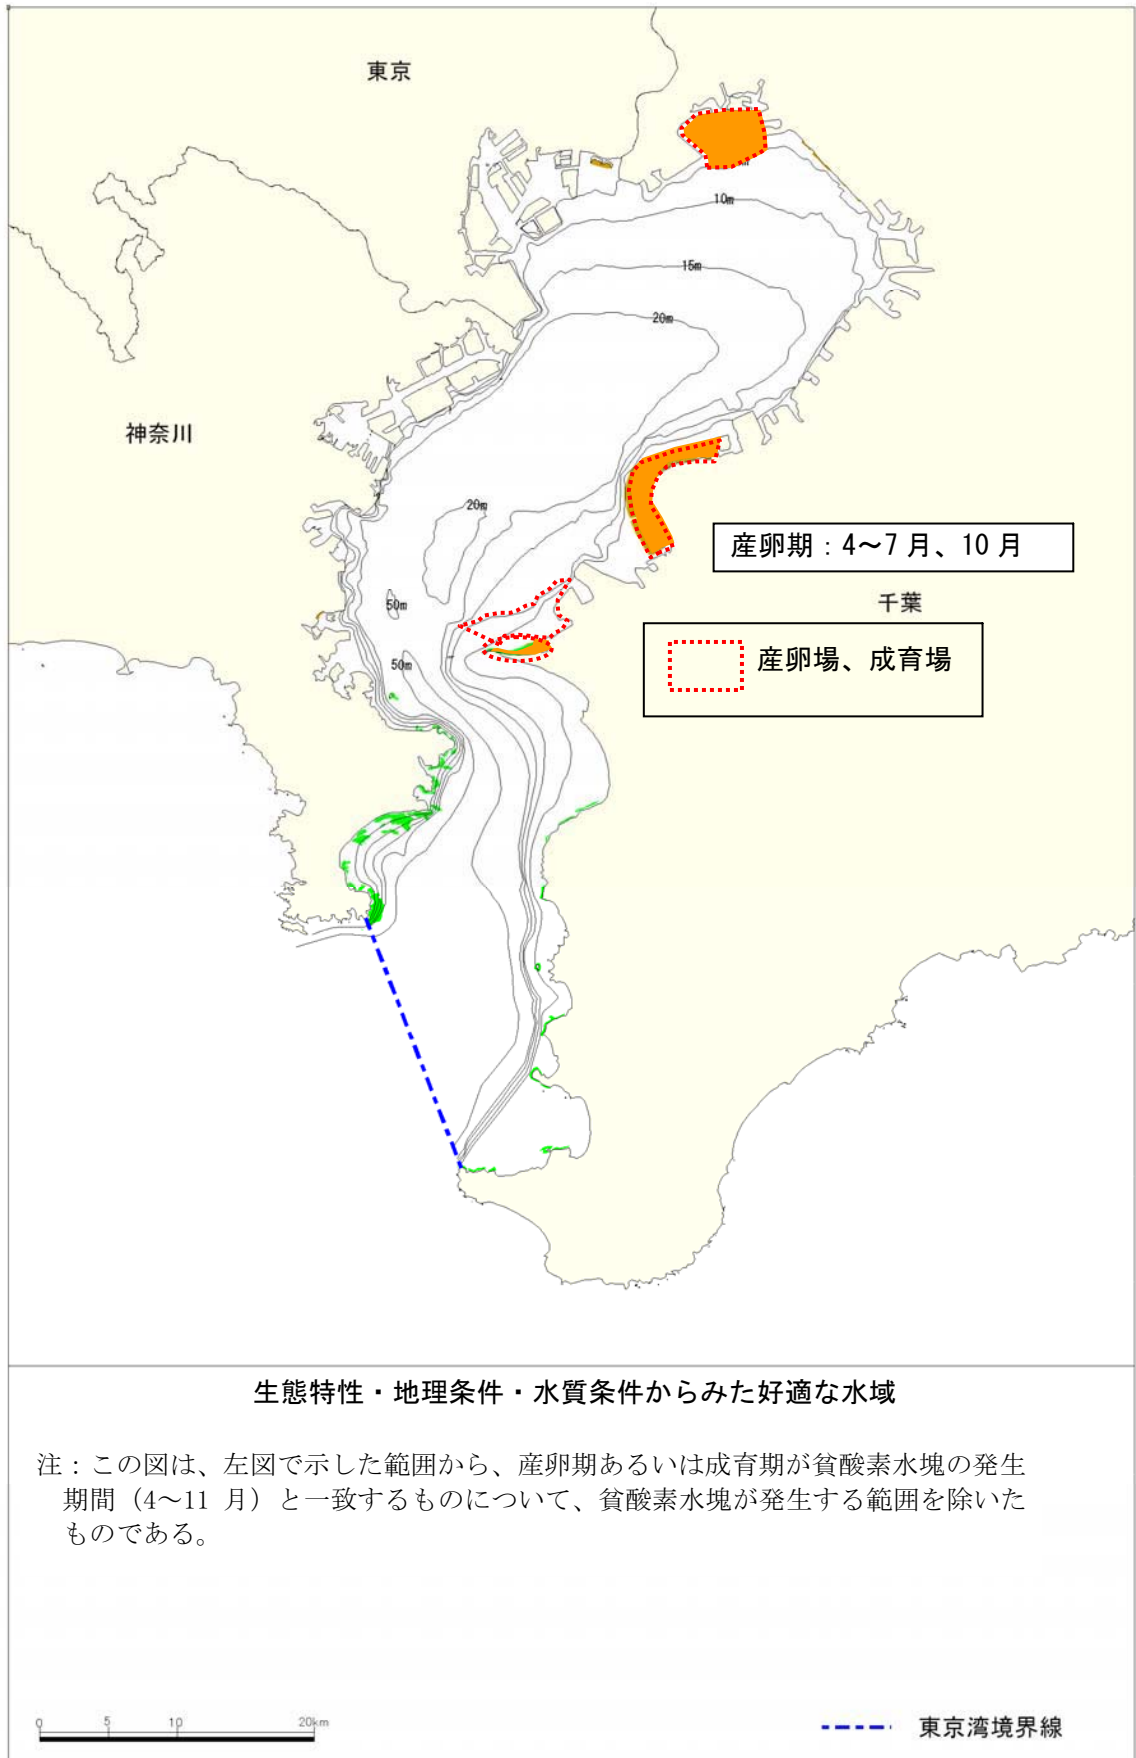 東京
10m
15m
20m
神奈川
20m
産卵期：4～7 月、10 月
50m
千葉
50m
産卵場、成育場
生態特性・地理条件・水質条件からみた好適な水域
注：この図は、左図で示した範囲から、産卵期あるいは成育期が貧酸素水塊の発生
期間（4～11 月）と一致するものについて、貧酸素水塊が発生する範囲を除いた
ものである。
0 5 10 20km
東京湾境界線